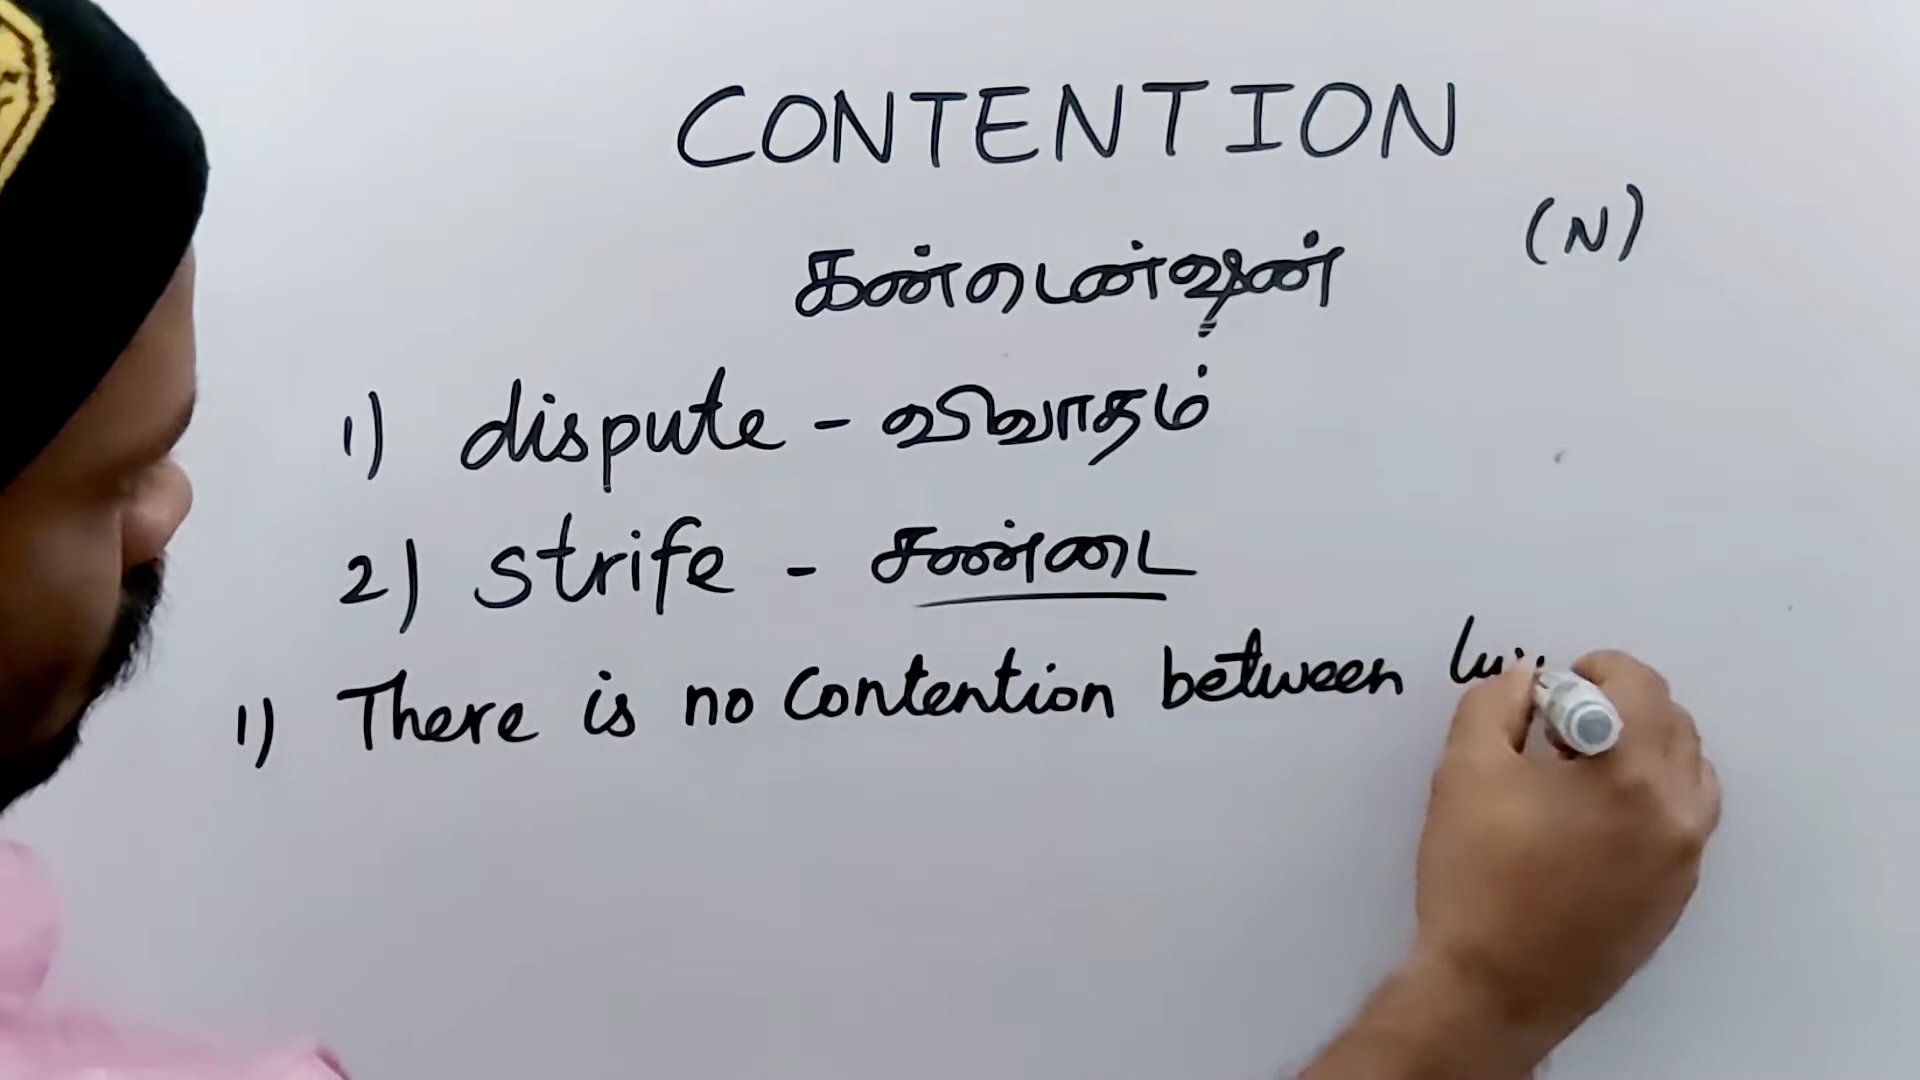 CONTENTION
(N)
கன்டென்ஷன்
1) dispute - விவாதம்
2) strife - சண்டை
1) There is no contention between